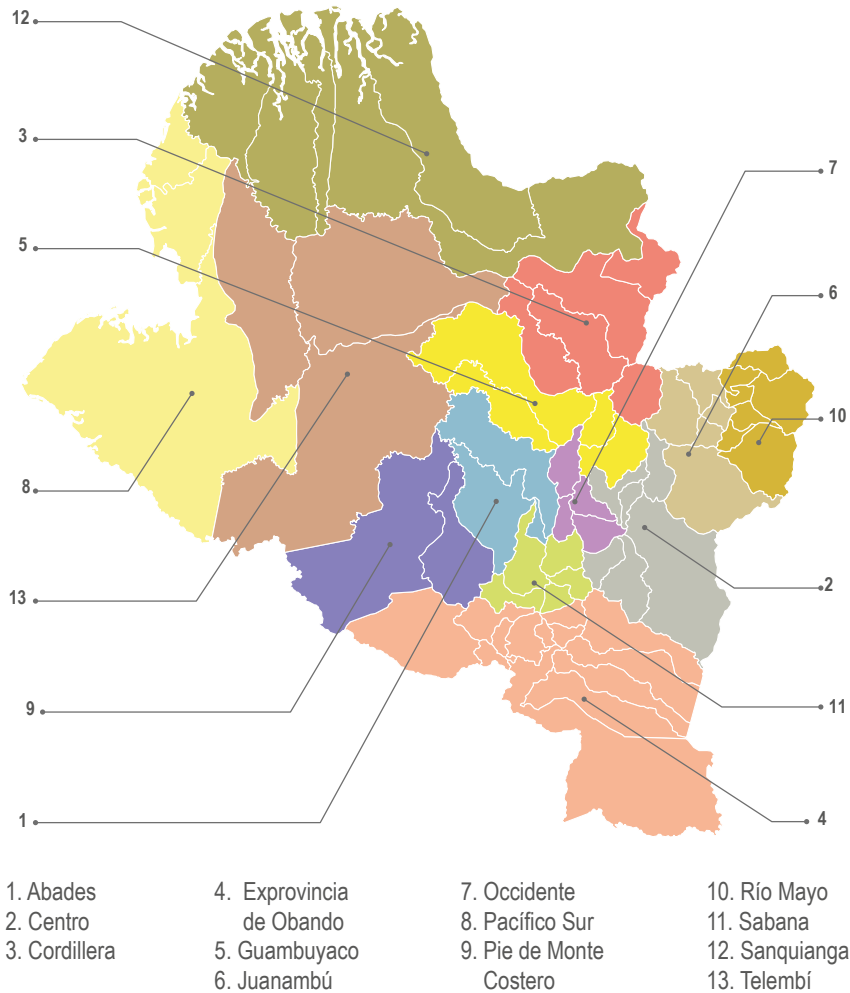 12
3
7
5
6
10
8
2
13
9
11
1
4
1. Abades
2. Centro
3. Cordillera
4. Exprovincia
de Obando
5. Guambuyaco
6. Juanambú
7. Occidente
8. Pacífico Sur
9. Pie de Monte
Costero
10. Río Mayo
11. Sabana
12. Sanquianga
13. Telembí